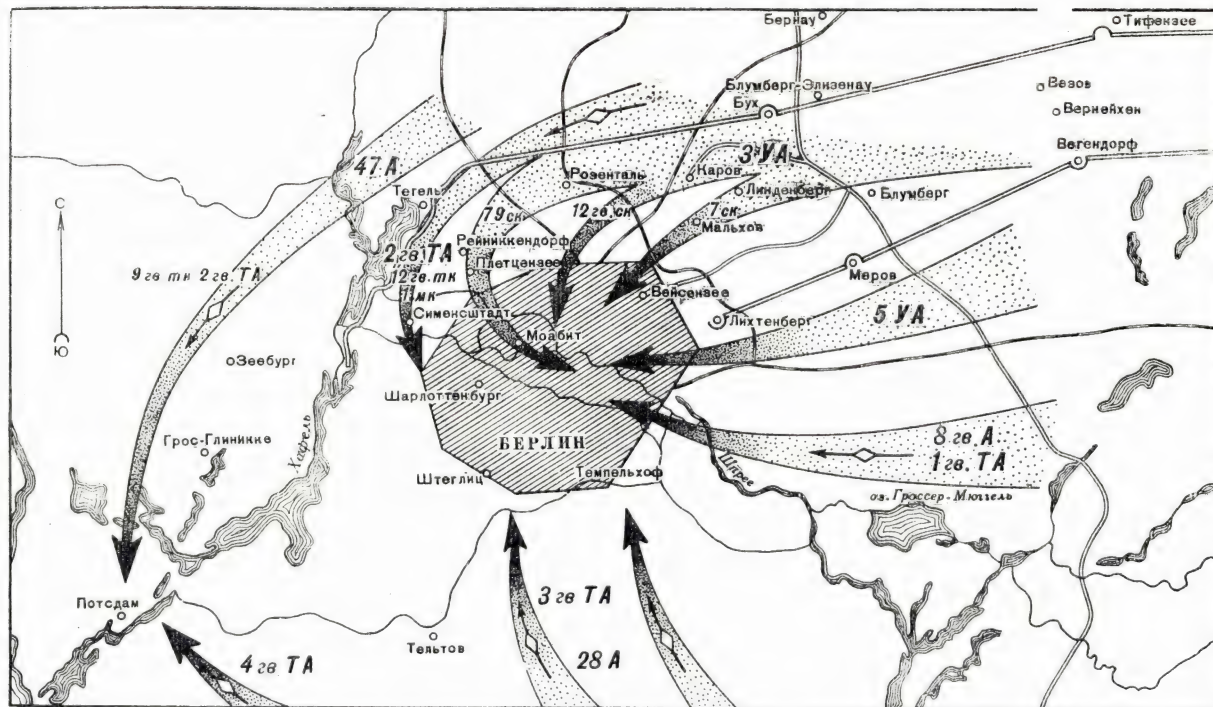 Бернау
Тифензее
Блумберг-Элизенау
Везов
Бух
Вернейхен
Вегендорф
47 А
3 УА
Розенталь
Каров
С
Тегель
Линденберг
Блумберг
79 ск
12 гв. ск
7 ск
Мальхов
Рейниккендорф
2 гв. ТА
Плетцензее
9 гв тк 2 гв. ТА
12 гв. тк
Меров
1 мк
Вейсензее
Сименсштадт
Лихтенберг
5 УА
Ю
Моабит
Зеебург
Шарлоттенбург
Хафель
8 гв А
БЕРЛИН
Грос-Глиникке
1 гв. ТА
Штеглиц
Темпельхоф
Шпрее
оз. Гроссер-Мюггель
3 гв ТА
Потсдам
Тельтов
28 А
4 гв ТА